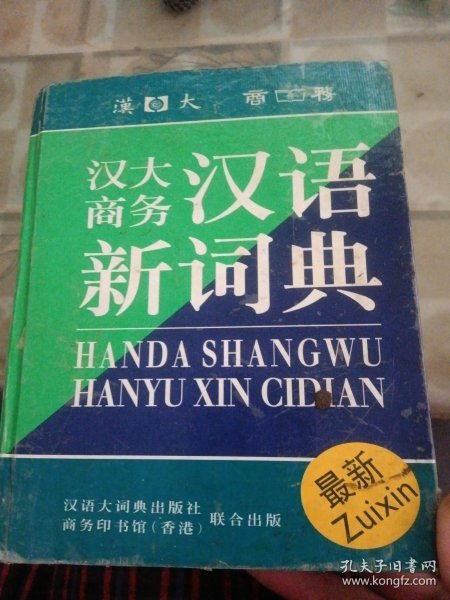 漢 大 商務
汉大
商务
汉语
新词典
HANDA SHANGWU
HANYU XIN CIDIAN
最新
Zuixin
汉语大词典出版社
商务印书馆（香港）
联合出版
孔夫子旧书网
www.kongfz.com